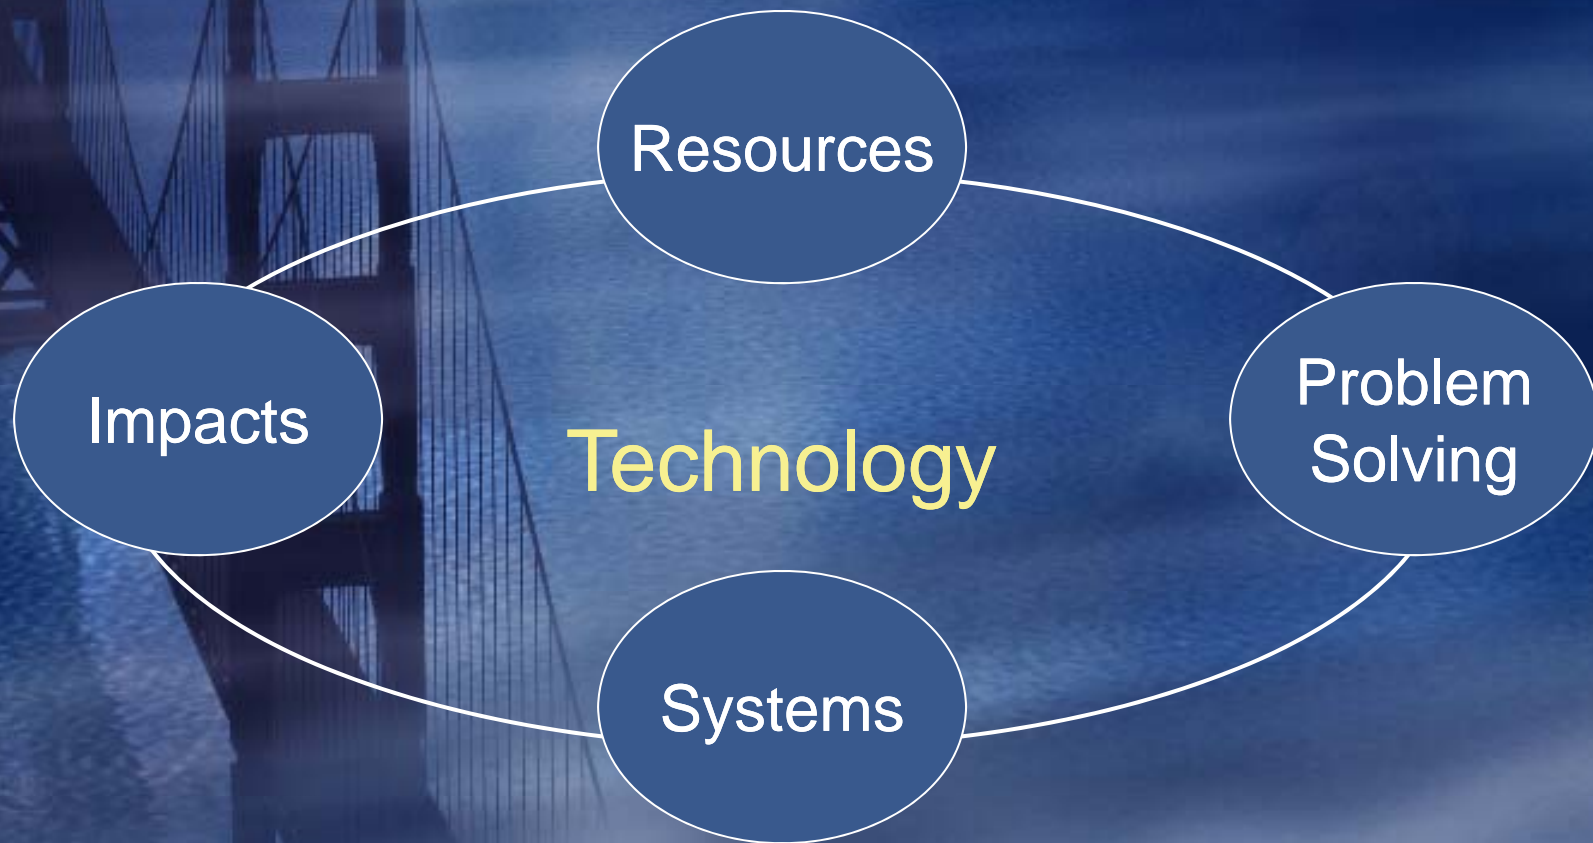 Resources
Impacts
Problem
Solving
Technology
Systems